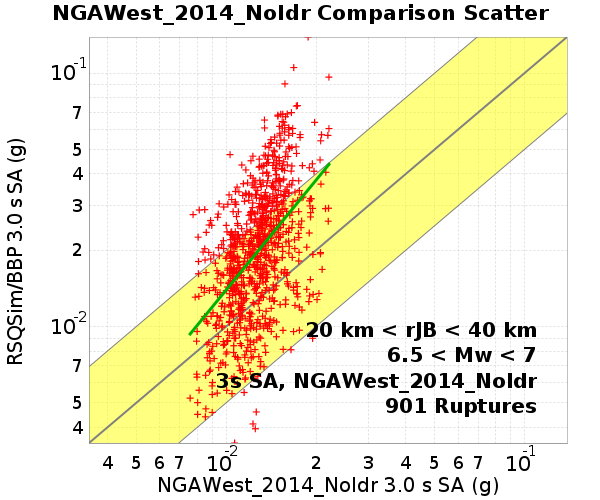 NGAWest_2014_NoIdr Comparison Scatter
RSQSim/BBP 3.0 s SA (g)
10⁻¹
7
5
4
3
2
10⁻²
7
5
4
20 km < rJB < 40 km
6.5 < Mw < 7
3s SA, NGAWest_2014_NoIdr
901 Ruptures
4 5 6 7 10⁻² 2 3 4 5 6 7 10⁻¹
NGAWest_2014_NoIdr 3.0 s SA (g)